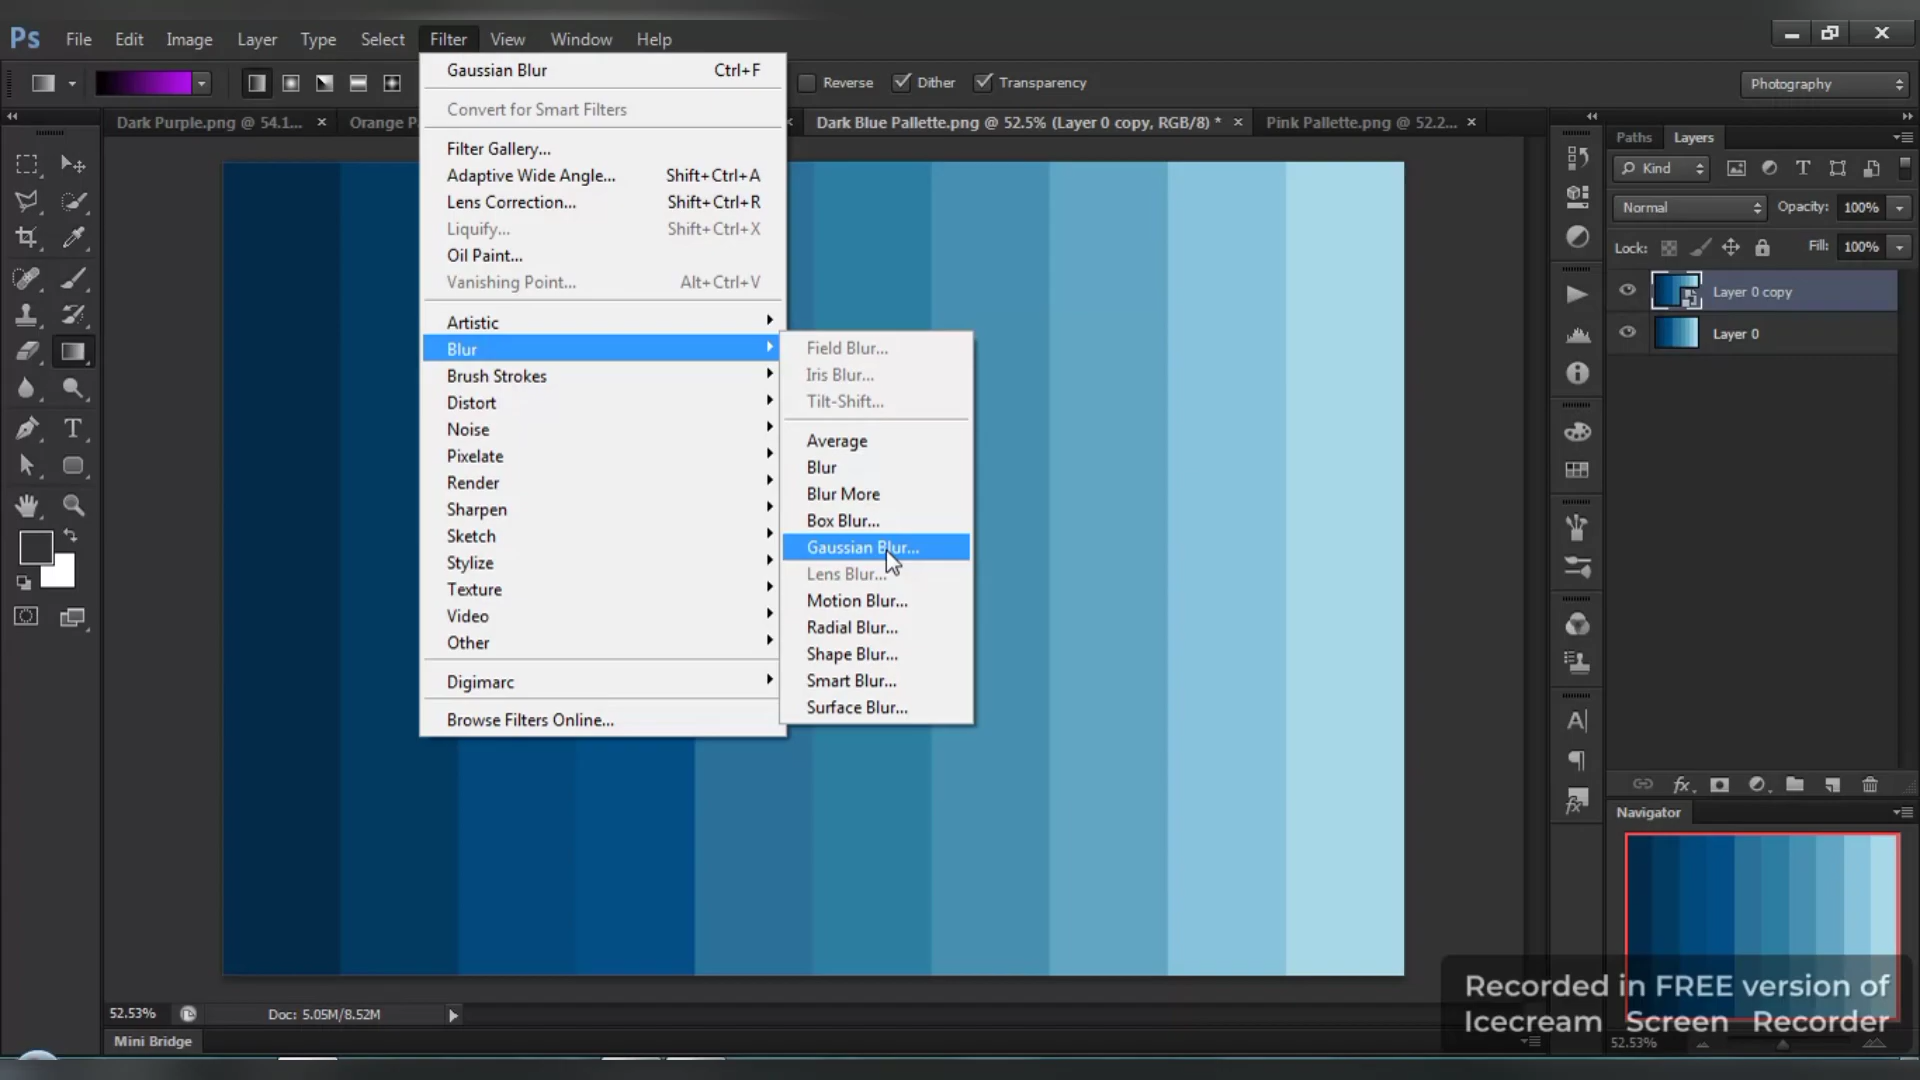 Ps File Edit Image Layer Type Select Filter View Window Help
Reverse Dither Transparency Photography
Dark Purple.png @ 54.1... Orange P Dark Blue Pallette.png @ 52.5% (Layer 0 copy, RGB/8) * Pink Pallette.png @ 52.2...
Gaussian Blur Ctrl+F
Convert for Smart Filters
Filter Gallery...
Adaptive Wide Angle... Shift+Ctrl+A
Lens Correction... Shift+Ctrl+R
Liquify... Shift+Ctrl+X
Oil Paint...
Vanishing Point... Alt+Ctrl+V
Artistic
Blur
Brush Strokes
Distort
Noise
Pixelate
Render
Sharpen
Sketch
Stylize
Texture
Video
Other
Digimarc
Browse Filters Online...
Field Blur...
Iris Blur...
Tilt-Shift...
Average
Blur
Blur More
Box Blur...
Gaussian Blur...
Lens Blur...
Motion Blur...
Radial Blur...
Shape Blur...
Smart Blur...
Surface Blur...
Paths Layers
Kind
Normal Opacity: 100%
Lock: Fill: 100%
Layer 0 copy
Layer 0
Navigator
52.53%
52.53% Doc: 5.05M/8.52M
Mini Bridge
Recorded in FREE version of
Icecream Screen Recorder